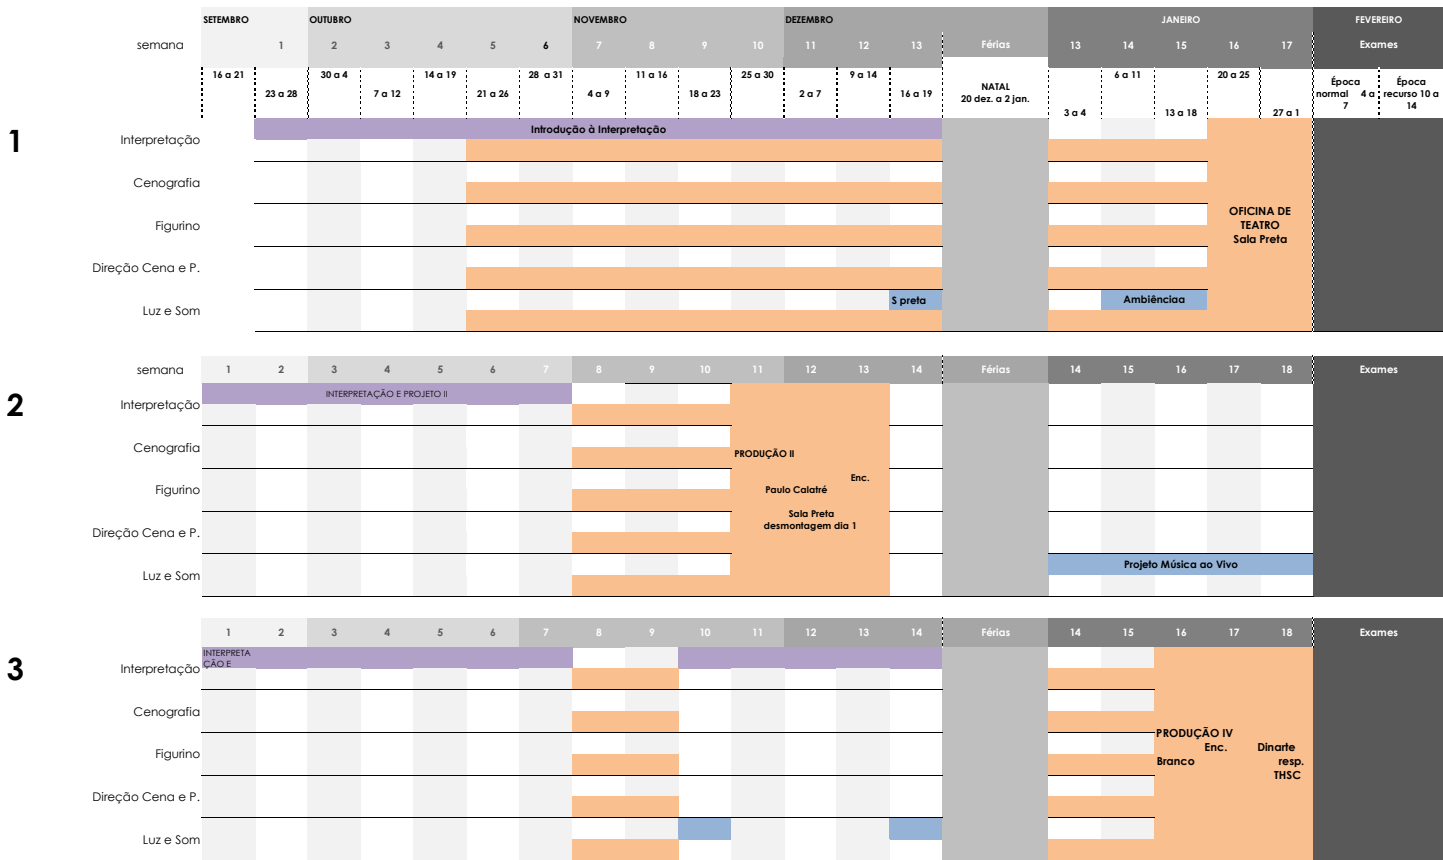 SETEMBRO OUTUBRO NOVEMBRO DEZEMBRO JANEIRO FEVEREIRO
semana 1 2 3 4 5 6 7 8 9 10 11 12 13 Férias 13 14 15 16 17 Exames
16 a 21 30 a 4 14 a 19 28 a 31 11 a 16 25 a 30 9 a 14 6 a 11 20 a 25
23 a 28 7 a 12 21 a 26 4 a 9 18 a 23 2 a 7 16 a 19
NATAL
20 dez. a 2 jan.
3 a 4 13 a 18 27 a 1
Época normal 4 a 7
Época recurso 10 a 14
1
Introdução à Interpretação
Interpretação
Cenografia
Figurino
OFICINA DE
TEATRO
Sala Preta
Direção Cena e P.
S preta Ambiênciaa
Luz e Som
semana 1 2 3 4 5 6 7 8 9 10 11 12 13 14 Férias 14 15 16 17 18 Exames
2
INTERPRETAÇÃO E PROJETO II
Interpretação
Cenografia
PRODUÇÃO II
Enc.
Figurino
Paulo Calatré
Sala Preta
desmontagem dia 1
Direção Cena e P.
Projeto Música ao Vivo
Luz e Som
1 2 3 4 5 6 7 8 9 10 11 12 13 14 Férias 14 15 16 17 18 Exames
3
INTERPRETA
ÇÃO E
Interpretação
Cenografia
PRODUÇÃO IV
Enc. Dinarte
Figurino
Branco resp.
THSC
Direção Cena e P.
Luz e Som